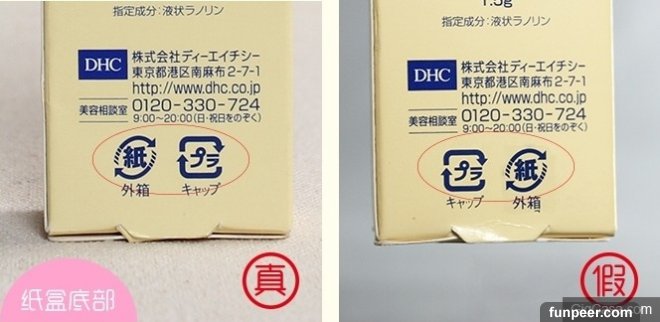 指定成分：液状ラノリン
DHC
株式会社ディーエイチシー
東京都港区南麻布2-7-1
http://www.dhc.co.jp
美容相談室 0120-330-724
9:00～20:00(日・祝日をのぞく)
紙 プラ
外箱 キャップ
纸盒底部
真
1.5g
指定成分：液状ラノリン
DHC
株式会社ディーエイチシー
東京都港区南麻布2-7-1
http://www.dhc.co.jp
美容相談室 0120-330-724
9:00～20:00(日・祝日をのぞく)
プラ 紙
キャップ 外箱
假
funpeer.com